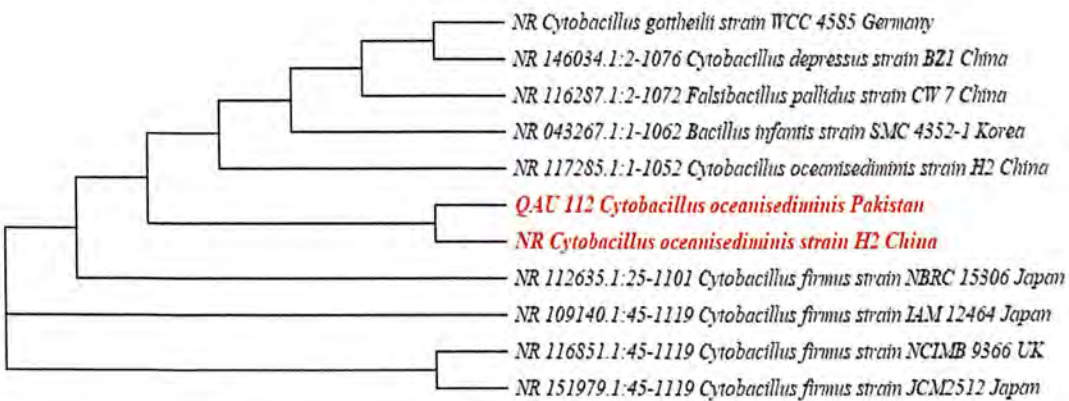 NR Cytobacillus gottheilii strain WCC 4585 Germany
NR 146034.1:2-1076 Cytobacillus depressus strain BZ1 China
NR 116287.1:2-1072 Falsibacillus pallidus strain CW 7 China
NR 043267.1:1-1062 Bacillus infantis strain SMC 4352-1 Korea
NR 117285.1:1-1052 Cytobacillus oceanisediminis strain H2 China
QAU 112 Cytobacillus oceanisediminis Pakistan
NR Cytobacillus oceanisediminis strain H2 China
NR 112635.1:25-1101 Cytobacillus firmus strain NBRC 15306 Japan
NR 109140.1:45-1119 Cytobacillus firmus strain IAM 12464 Japan
NR 116851.1:45-1119 Cytobacillus firmus strain NCIMB 9366 UK
NR 151979.1:45-1119 Cytobacillus firmus strain JCM2512 Japan